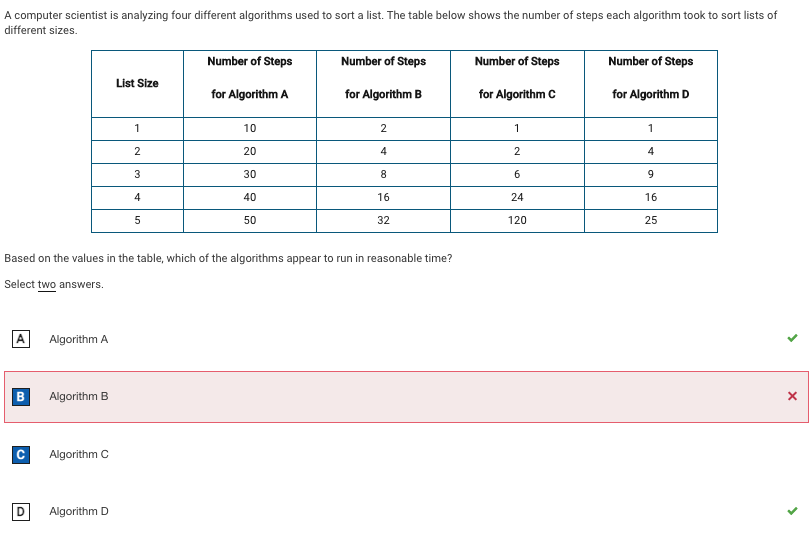 A computer scientist is analyzing four different algorithms used to sort a list. The table below shows the number of steps each algorithm took to sort lists of
different sizes.
List Size Number of Steps for Algorithm A Number of Steps for Algorithm B Number of Steps for Algorithm C Number of Steps for Algorithm D
1 10 2 1 1
2 20 4 2 4
3 30 8 6 9
4 40 16 24 16
5 50 32 120 25
Based on the values in the table, which of the algorithms appear to run in reasonable time?
Select two answers.
A Algorithm A
B Algorithm B
C Algorithm C
D Algorithm D